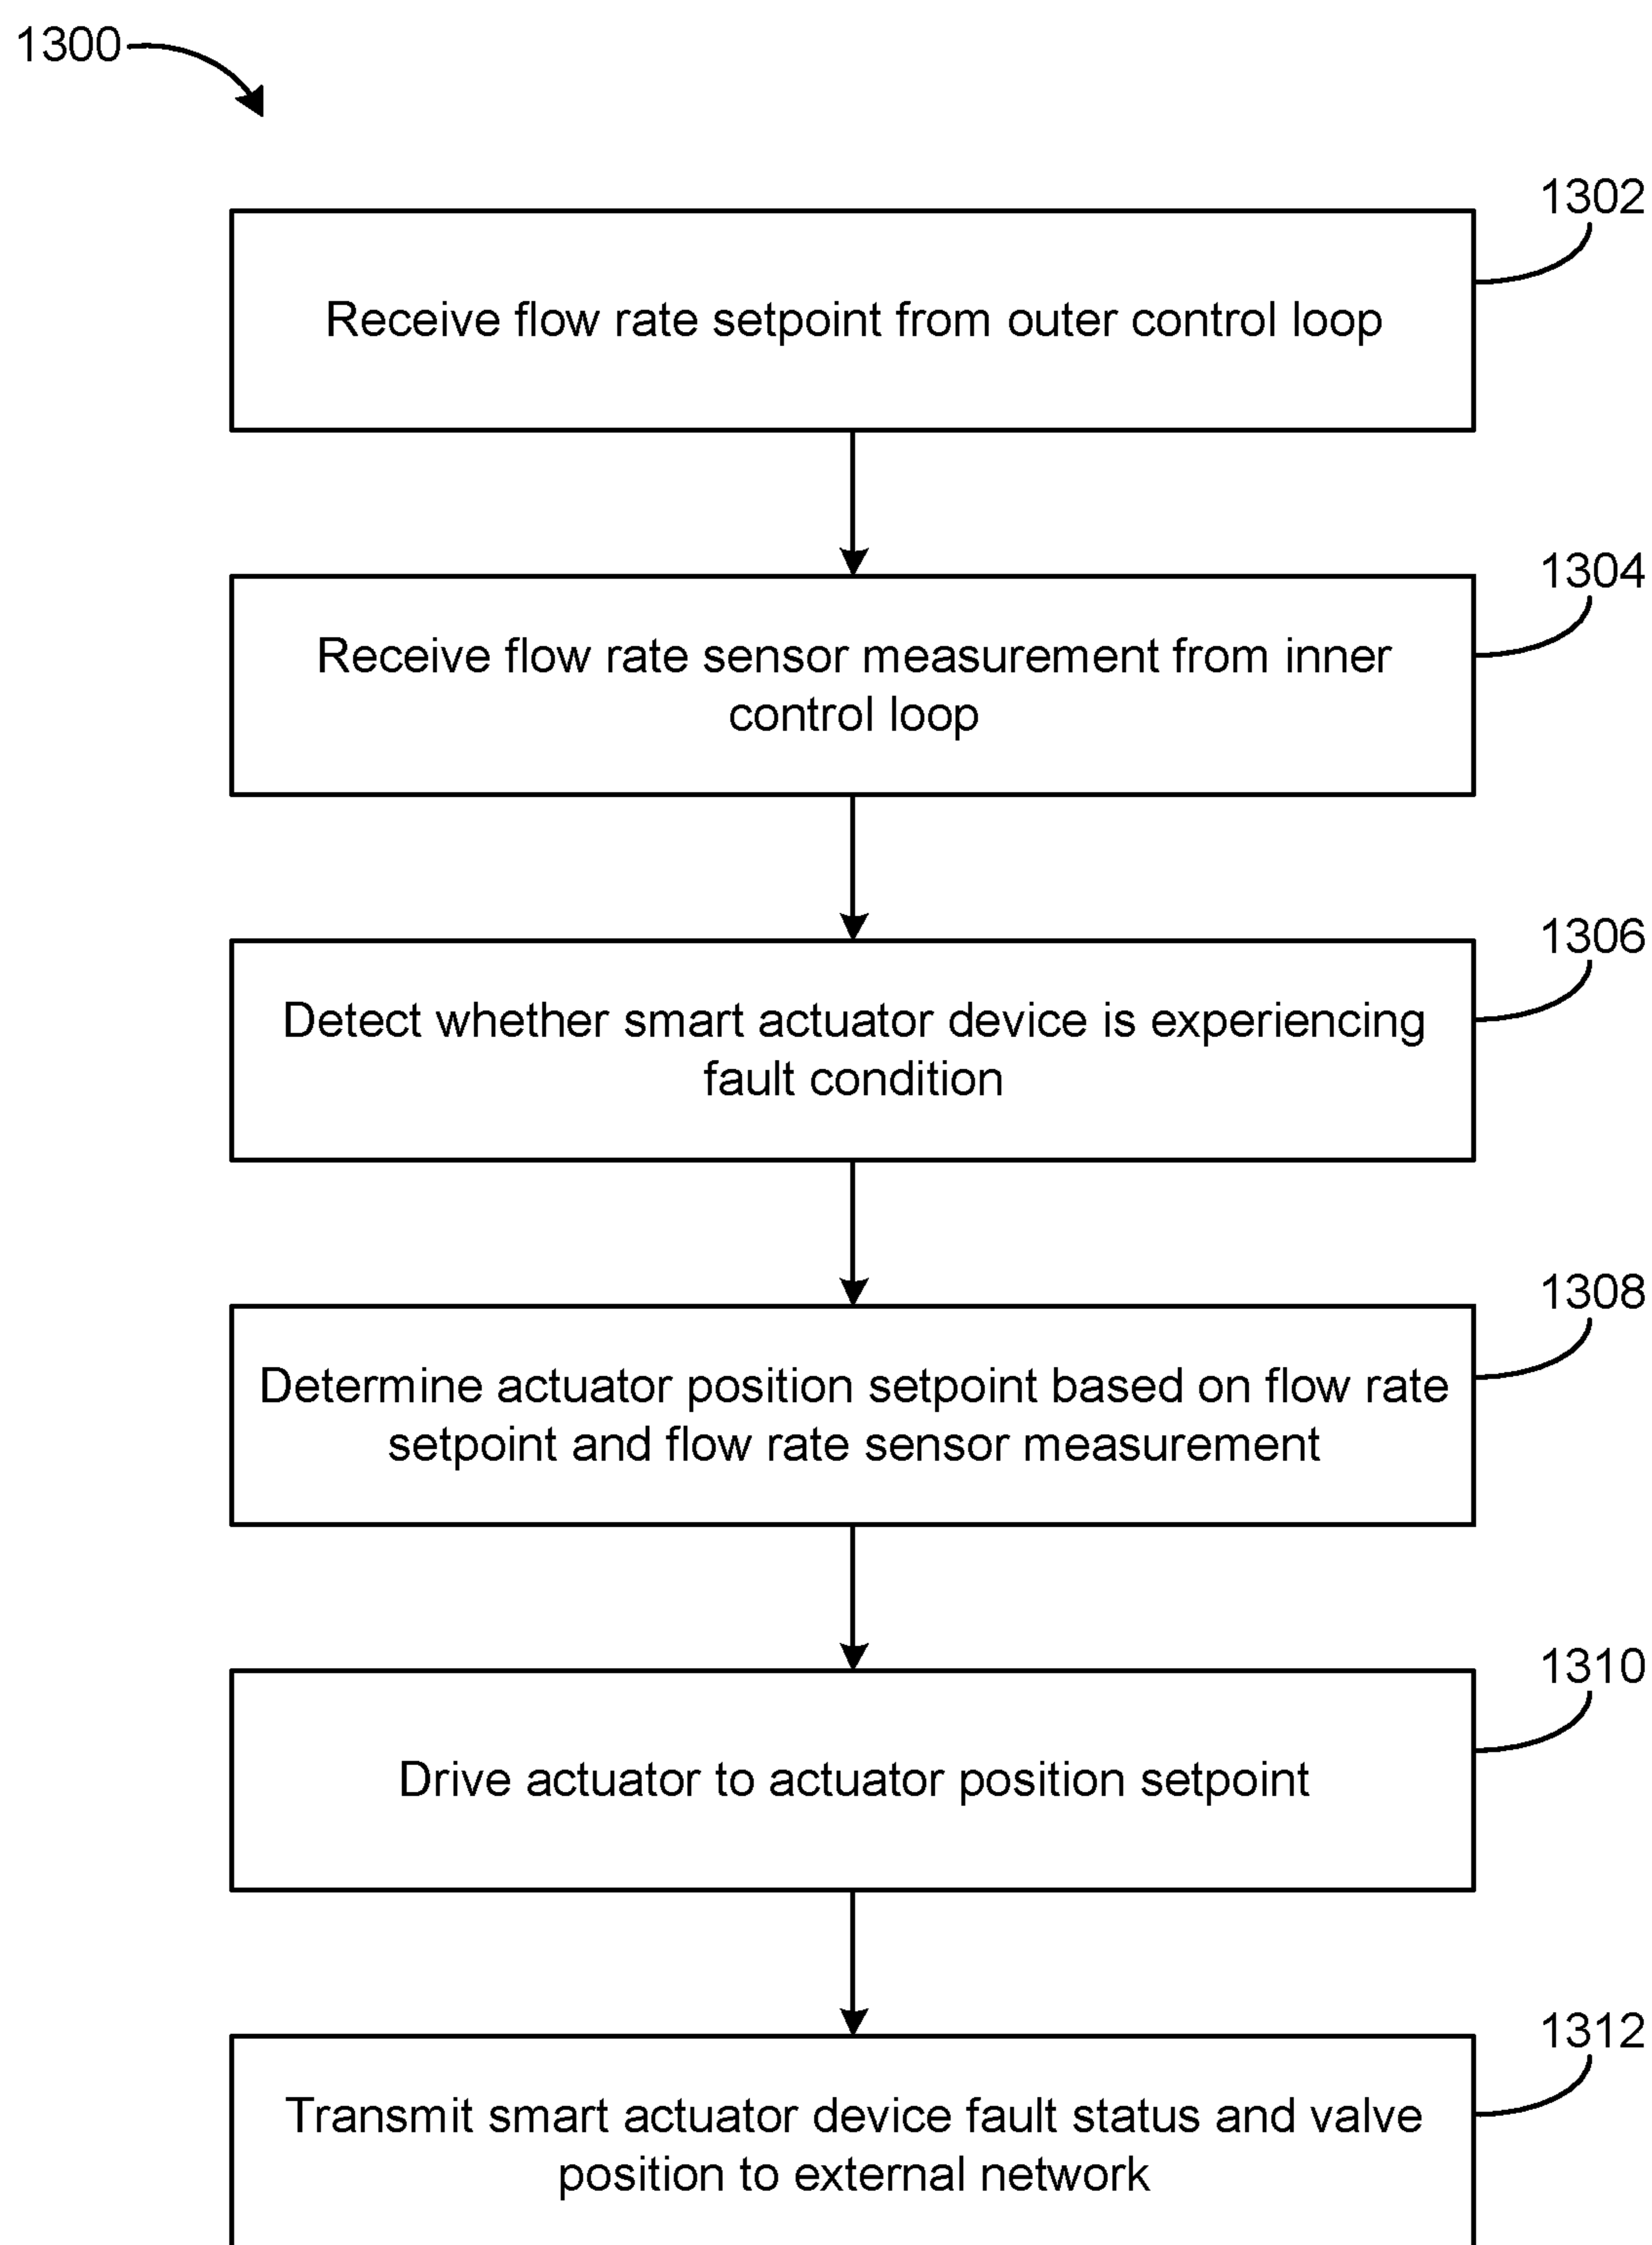 1300
1302
Receive flow rate setpoint from outer control loop
1304
Receive flow rate sensor measurement from inner
control loop
1306
Detect whether smart actuator device is experiencing
fault condition
1308
Determine actuator position setpoint based on flow rate
setpoint and flow rate sensor measurement
1310
Drive actuator to actuator position setpoint
1312
Transmit smart actuator device fault status and valve
position to external network